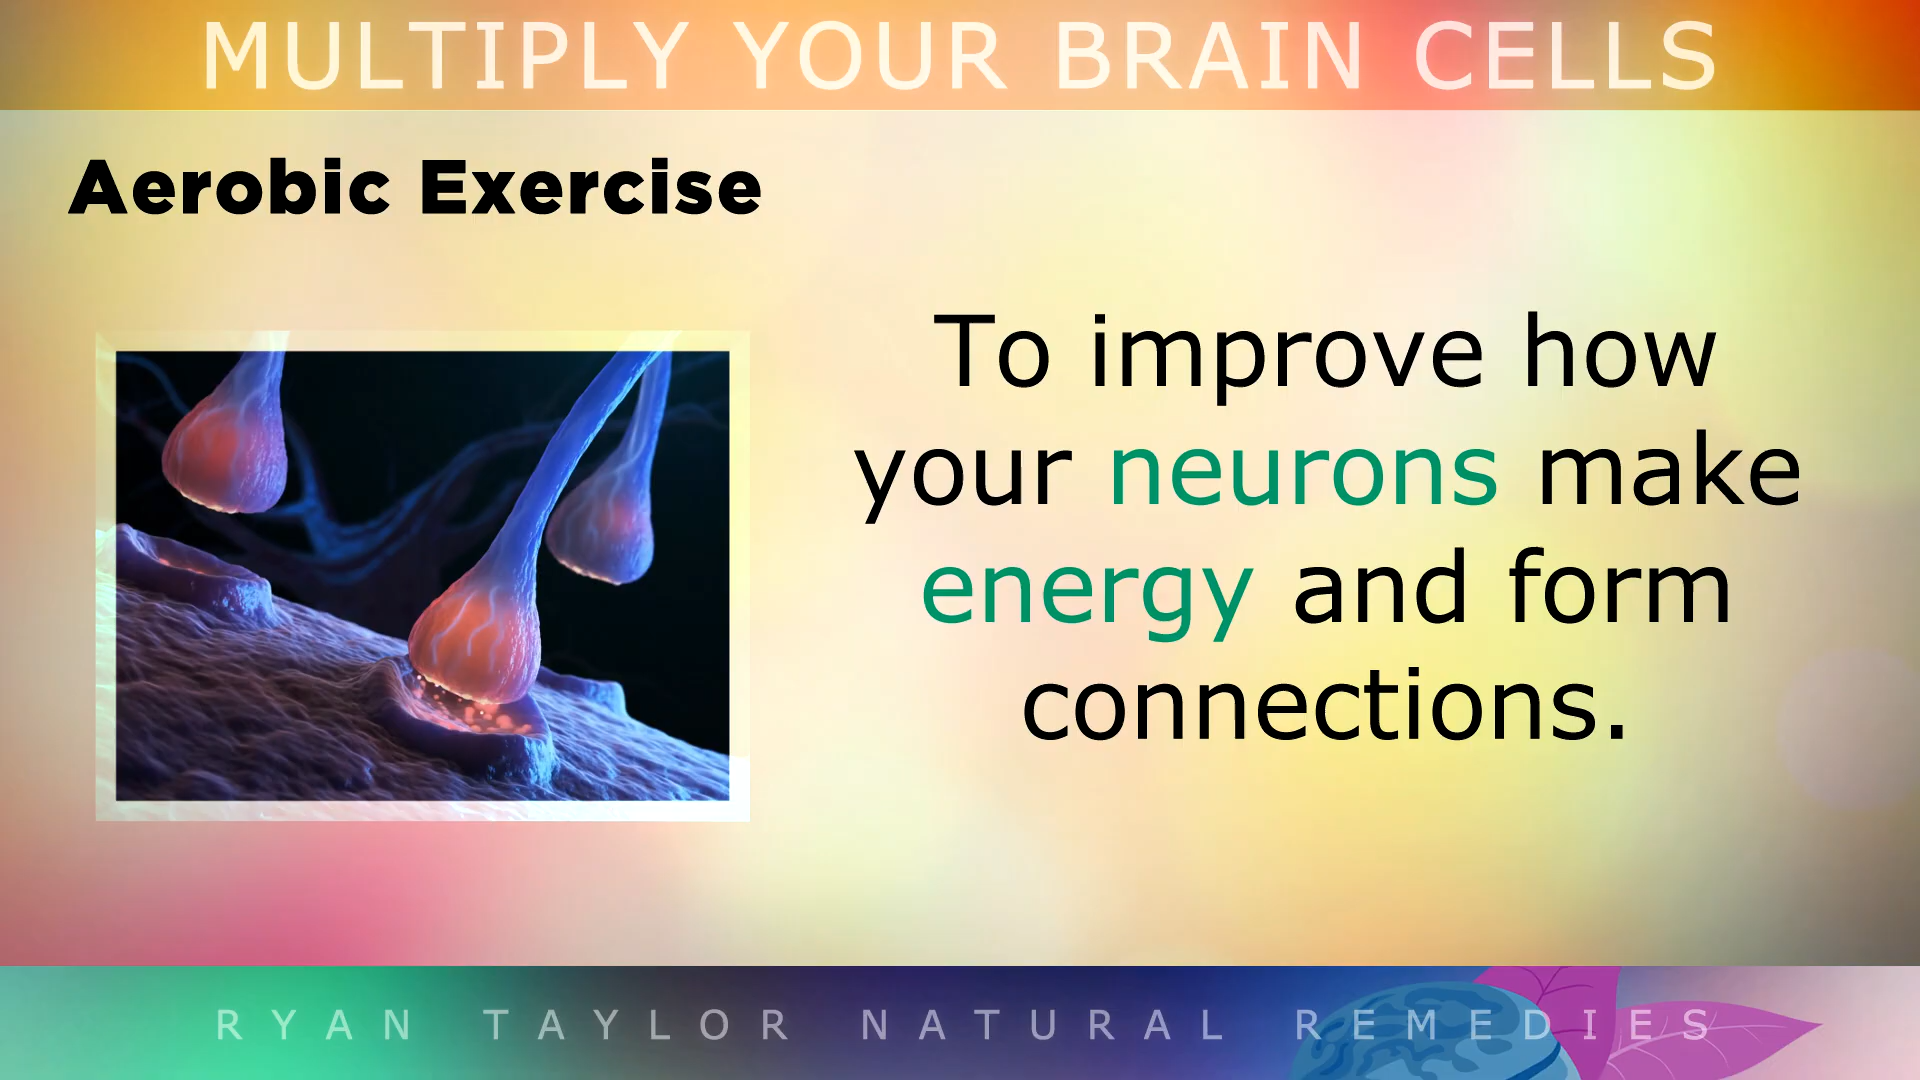 MULTIPLY YOUR BRAIN CELLS
Aerobic Exercise
To improve how
your neurons make
energy and form
connections.
RYAN TAYLOR NATURAL REMEDIES